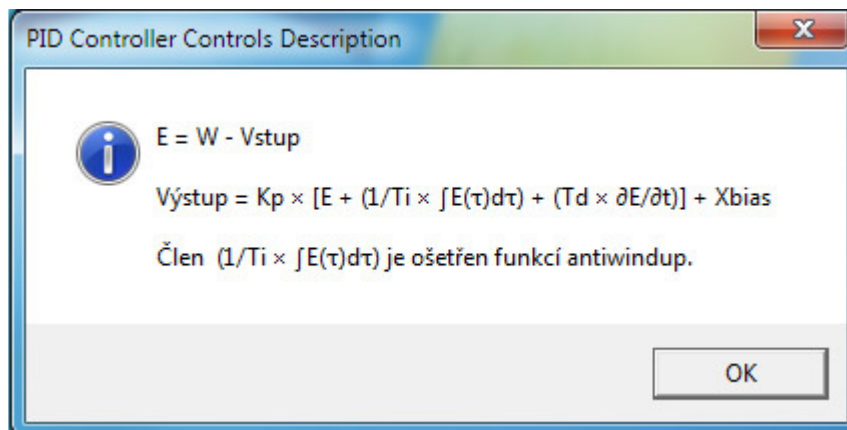 PID Controller Controls Description
E = W - Vstup
Výstup = Kp × [E + (1/Ti × ∫E(τ)dτ) + (Td × ∂E/∂t)] + Xbias
Člen  (1/Ti × ∫E(τ)dτ) je ošetřen funkcí antiwindup.
OK